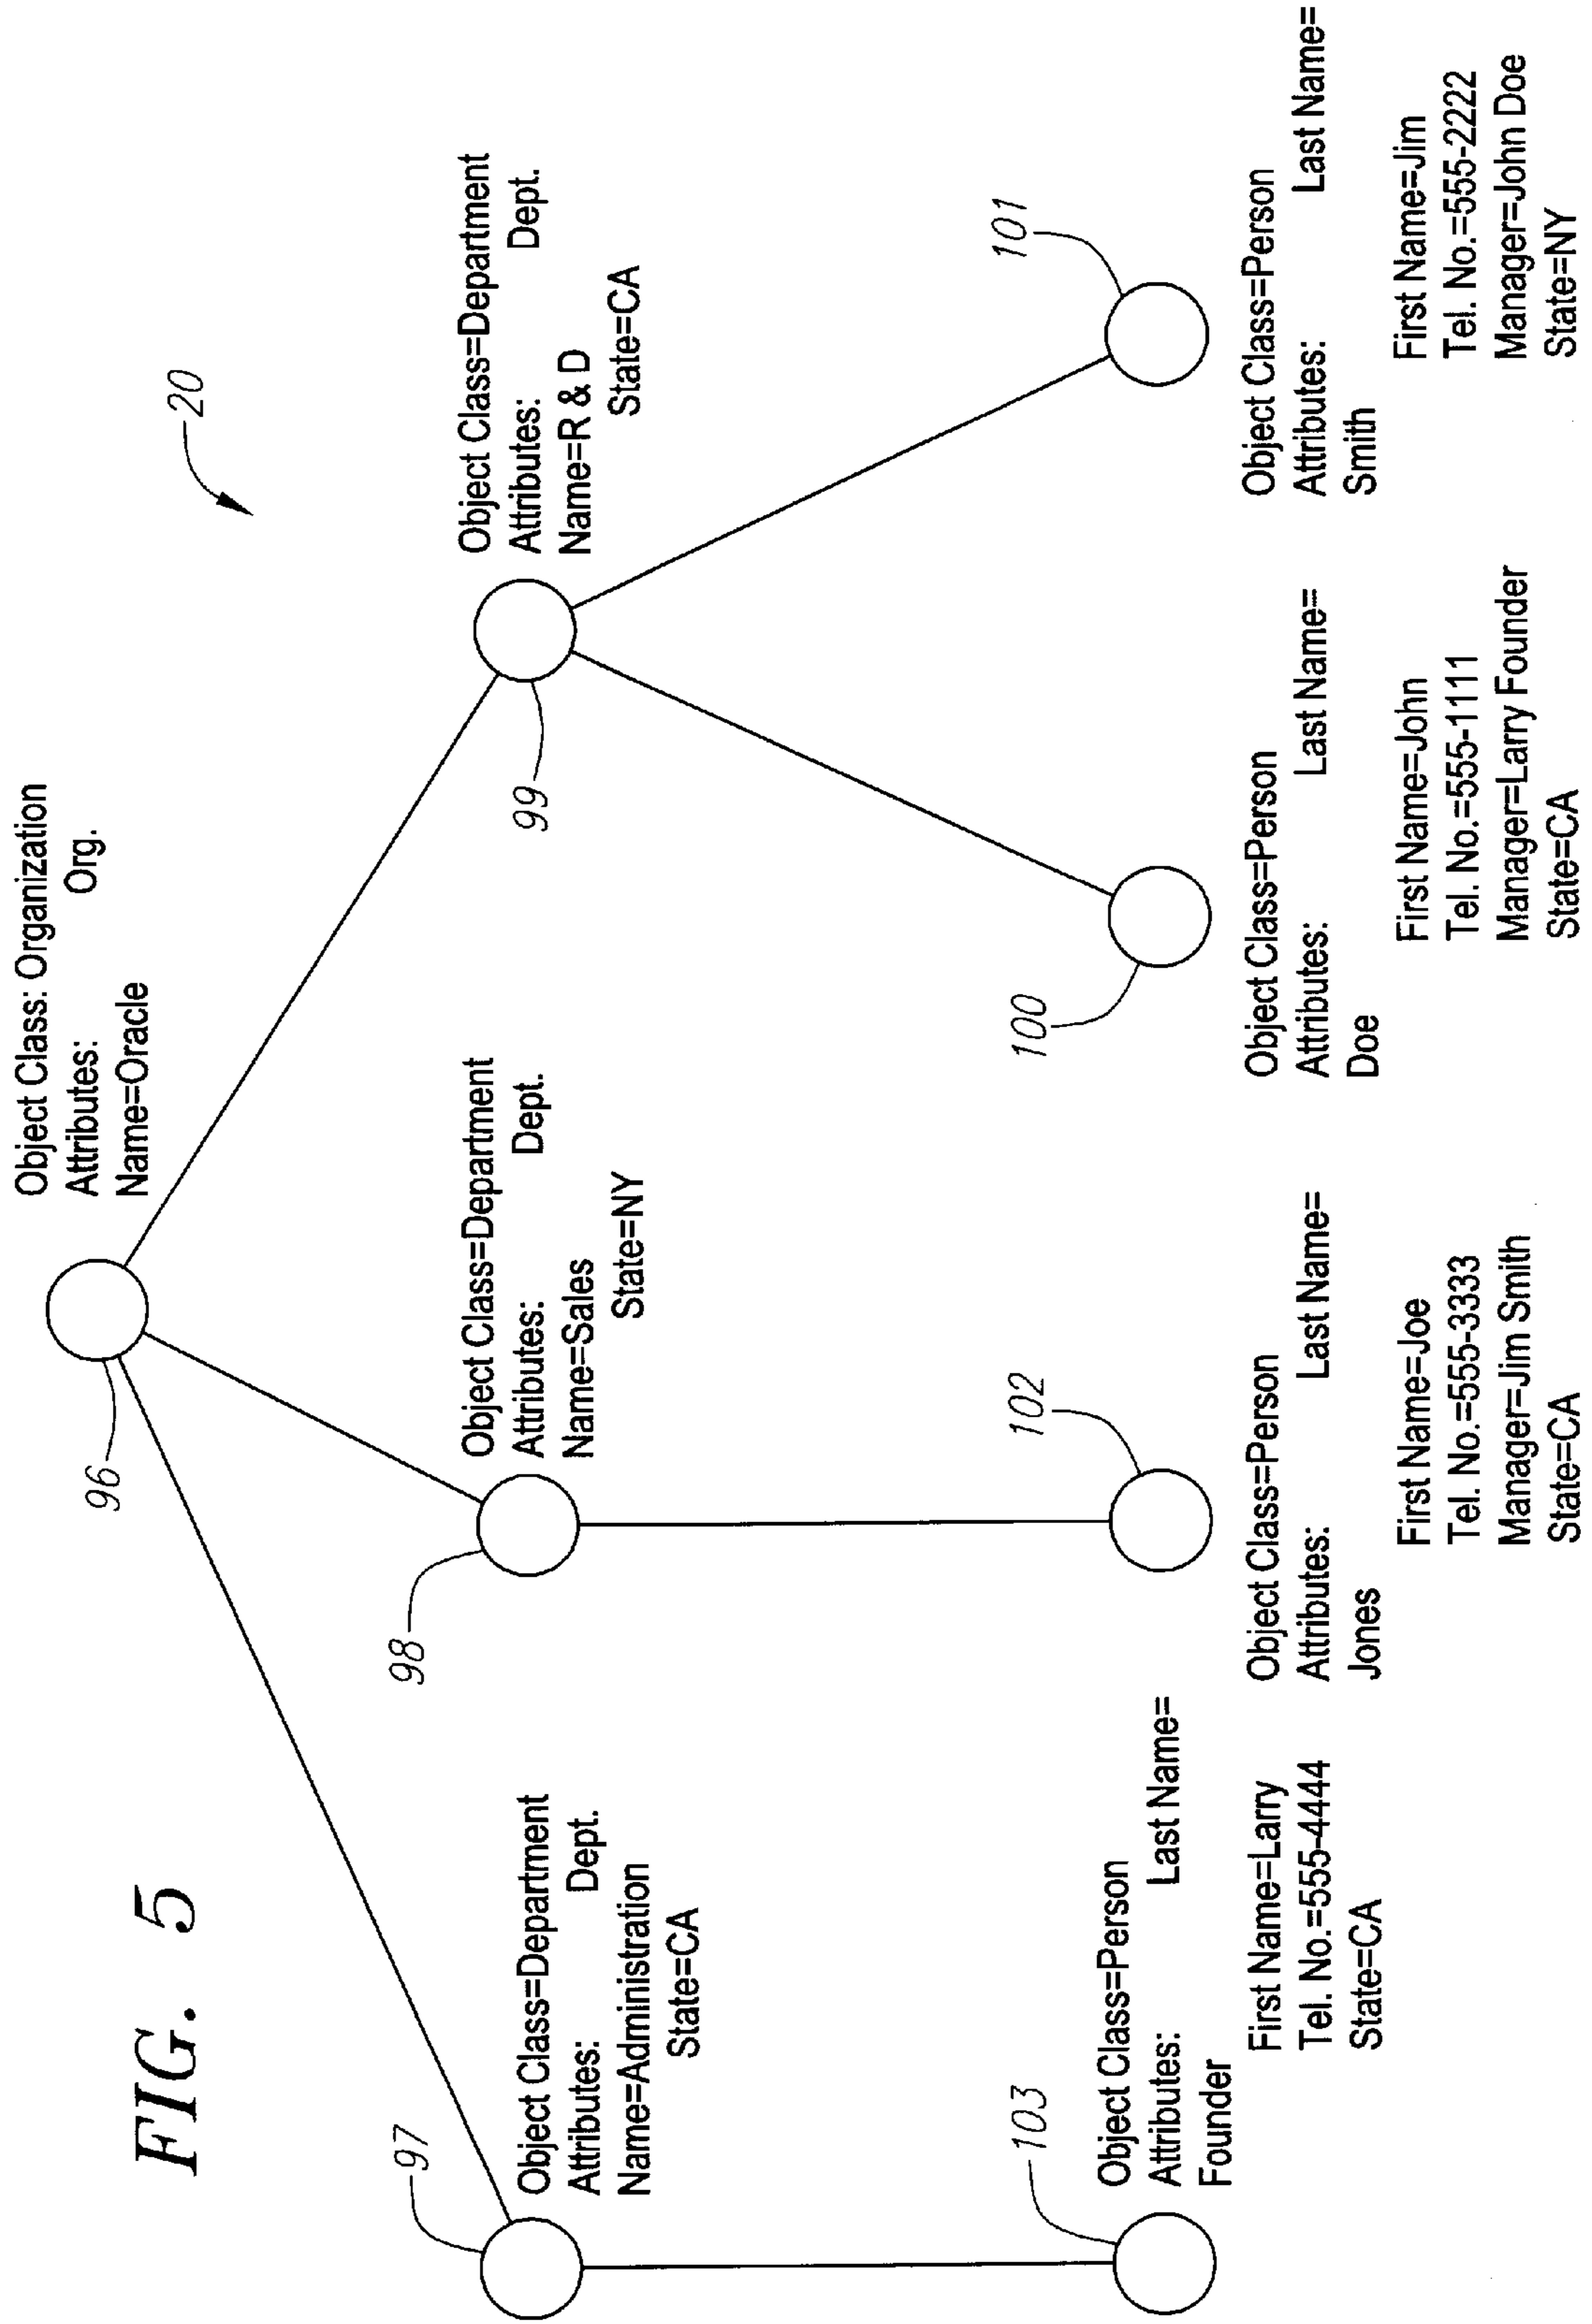 FIG. 5
20
96
Object Class: Organization
Attributes: Org.
Name=Oracle
97
Object Class=Department
Attributes: Dept.
Name=Administration
State=CA
98
Object Class=Department
Attributes: Dept.
Name=Sales
State=NY
99
Object Class=Department
Attributes: Dept.
Name=R & D
State=CA
103
Object Class=Person
Attributes: Last Name=
Founder
First Name=Larry
Tel. No.=555-4444
State=CA
102
Object Class=Person
Attributes: Last Name=
Jones
First Name=Joe
Tel. No.=555-3333
Manager=Jim Smith
State=CA
100
Object Class=Person
Attributes: Last Name=
Doe
First Name=John
Tel. No.=555-1111
Manager=Larry Founder
State=CA
101
Object Class=Person
Attributes: Last Name=
Smith
First Name=Jim
Tel. No.=555-2222
Manager=John Doe
State=NY